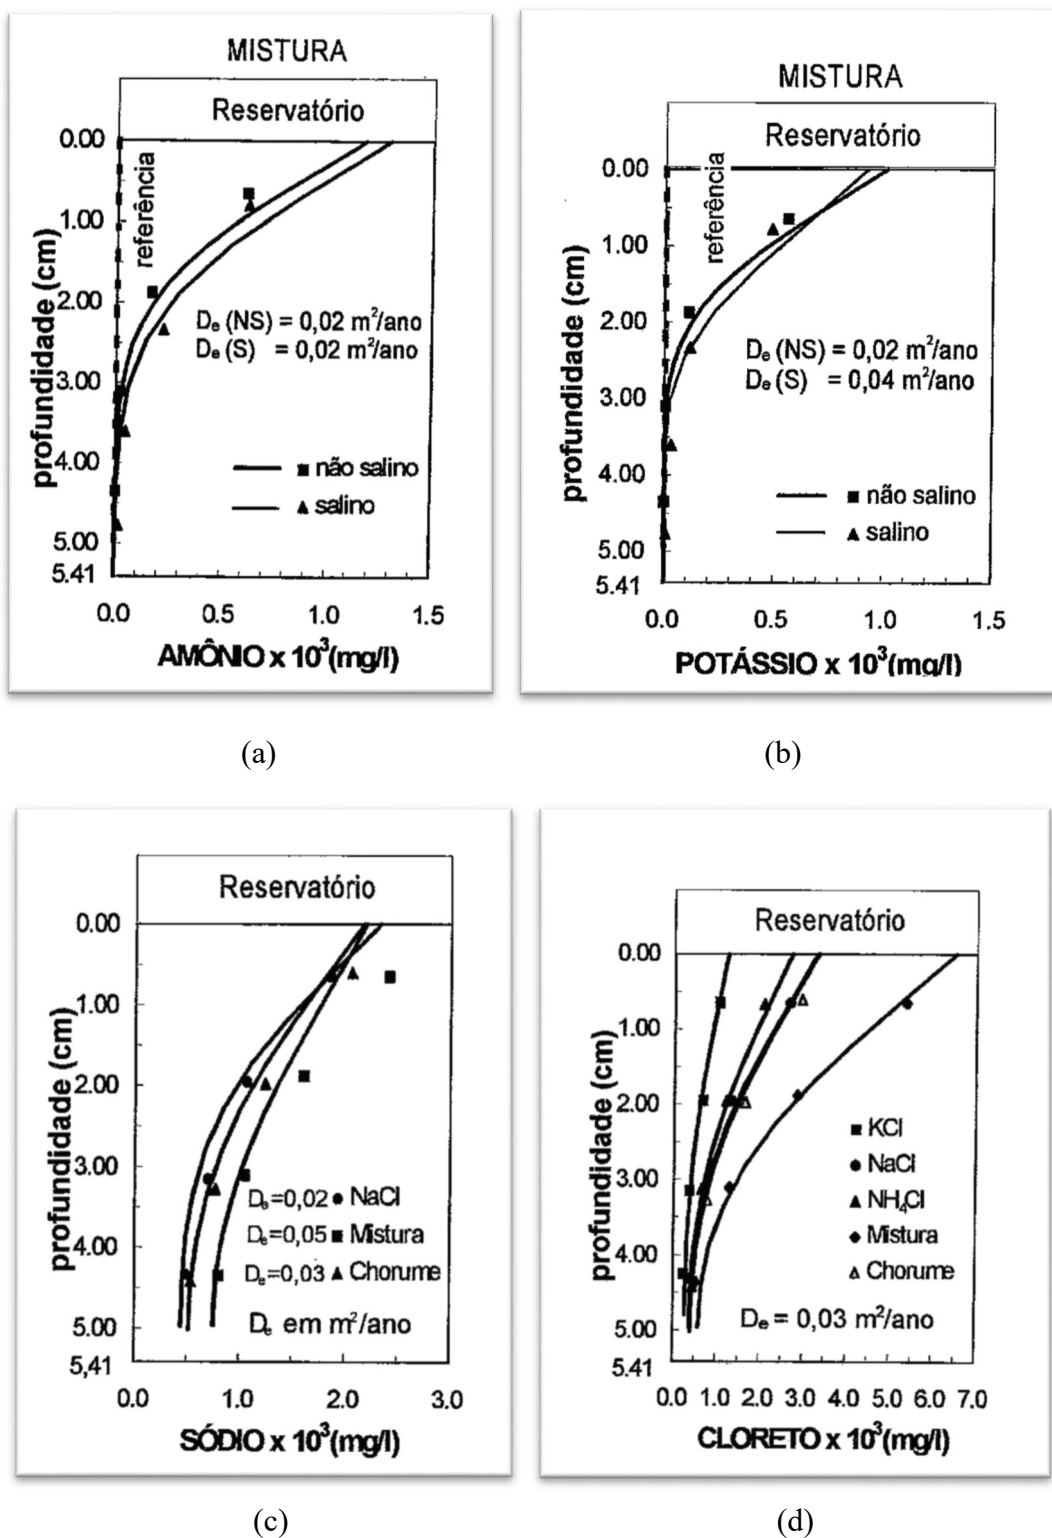 MISTURA
Reservatório
0.00
1.00
2.00
3.00
4.00
5.00
5.41
profundidade (cm)
referência
Dₑ (NS) = 0,02 m²/ano
Dₑ (S) = 0,02 m²/ano
não salino
salino
0.0 0.5 1.0 1.5
AMÔNIO x 10³(mg/l)
(a)
MISTURA
Reservatório
0.00
1.00
2.00
3.00
4.00
5.00
5.41
profundidade (cm)
referência
Dₑ (NS) = 0,02 m²/ano
Dₑ (S) = 0,04 m²/ano
não salino
salino
0.0 0.5 1.0 1.5
POTÁSSIO x 10³(mg/l)
(b)
Reservatório
0.00
1.00
2.00
3.00
4.00
5.00
5,41
profundidade (cm)
Dₑ=0,02 NaCl
Dₑ=0,05 Mistura
Dₑ=0,03 Chorume
Dₑ em m²/ano
0.0 1.0 2.0 3.0
SÓDIO x 10³(mg/l)
(c)
Reservatório
0.00
1.00
2.00
3.00
4.00
5.00
5.41
profundidade (cm)
KCl
NaCl
NH₄Cl
Mistura
Chorume
Dₑ = 0,03 m²/ano
0.0 1.0 2.0 3.0 4.0 5.0 6.0 7.0
CLORETO x 10³(mg/l)
(d)